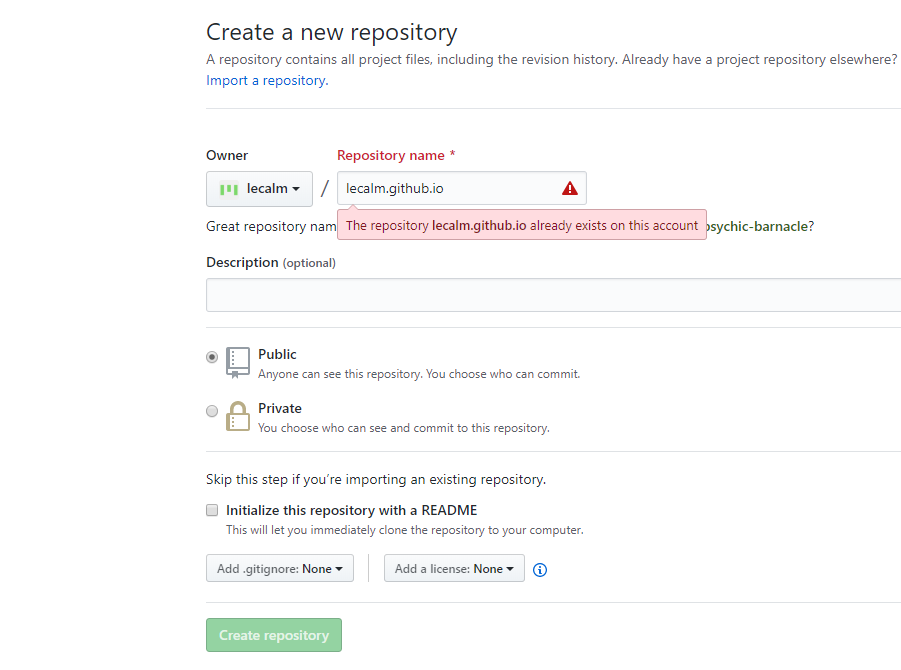 Create a new repository
A repository contains all project files, including the revision history. Already have a project repository elsewhere?
Import a repository.
Owner
Repository name *
lecalm
/
lecalm.github.io
Great repository nam
The repository lecalm.github.io already exists on this account
psychic-barnacle?
Description (optional)
Public
Anyone can see this repository. You choose who can commit.
Private
You choose who can see and commit to this repository.
Skip this step if you’re importing an existing repository.
Initialize this repository with a README
This will let you immediately clone the repository to your computer.
Add .gitignore: None
Add a license: None
Create repository